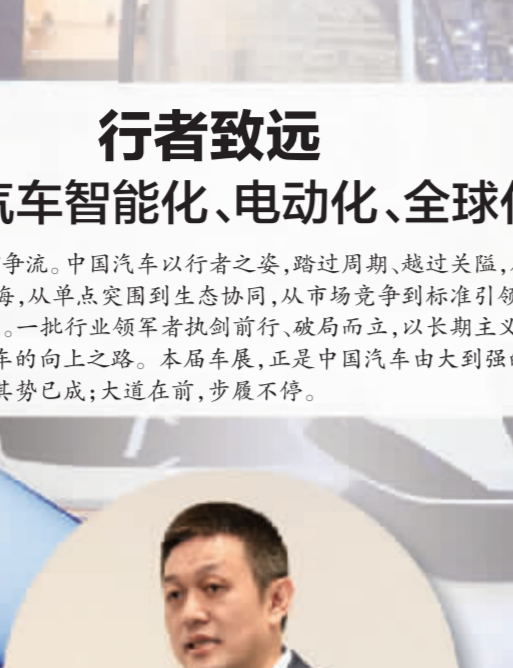 行者致远
汽车智能化、电动化、全球化
争流。中国汽车以行者之姿,踏过周期、越过关隘,
海,从单点突围到生态协同,从市场竞争到标准引领
。一批行业领军者执剑前行、破局而立,以长期主义
车的向上之路。本届车展,正是中国汽车由大到强的
其势已成;大道在前,步履不停。